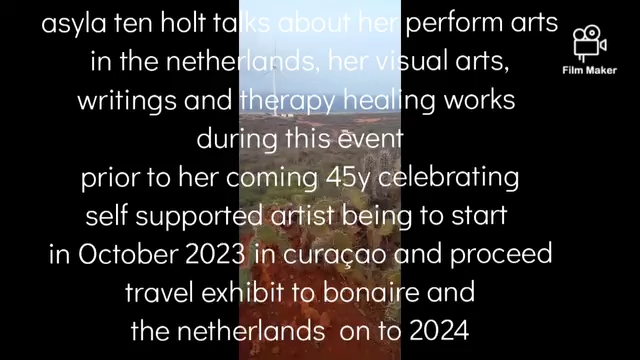 asyla ten holt talks about her perform arts
in the netherlands, her visual arts,
writings and therapy healing works
during this event
prior to her coming 45y celebrating
self supported artist being to start
in October 2023 in curaçao and proceed
travel exhibit to bonaire and
the netherlands on to 2024
Film Maker